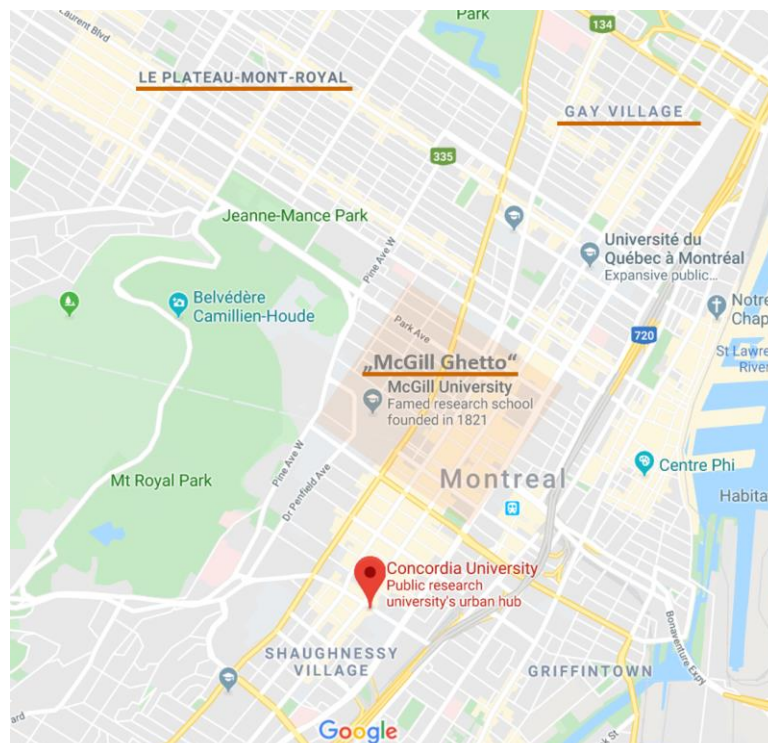 Park
134
Laurent Blvd
LE PLATEAU-MONT-ROYAL
GAY VILLAGE
335
Jeanne-Mance Park
Pine Ave W
Université du
Québec à Montréal
Expansive public...
Belvédère
Camillien-Houde
Notre
Chap
Park Ave
720
St Lawre
River
„McGill Ghetto“
McGill University
Famed research school
founded in 1821
Pine Ave W
Dr Penfield Ave
Mt Royal Park
Montreal
Centre Phi
Habita
Concordia University
Public research
university's urban hub
SHAUGHNESSY
VILLAGE
GRIFFINTOWN
Bonaventure Expy
ard
Google
k St